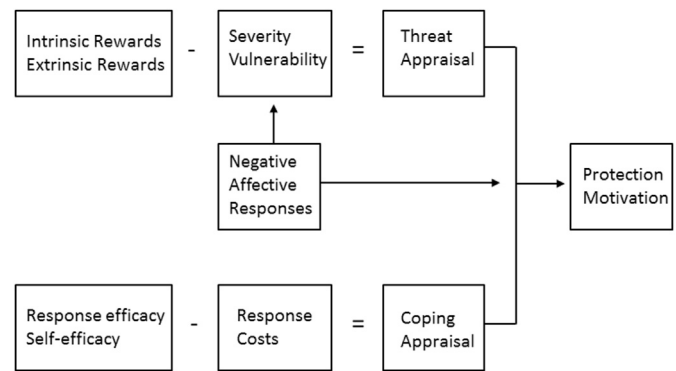 Intrinsic Rewards
Extrinsic Rewards
-
Severity
Vulnerability
=
Threat
Appraisal
Negative
Affective
Responses
Protection
Motivation
Response efficacy
Self-efficacy
-
Response
Costs
=
Coping
Appraisal